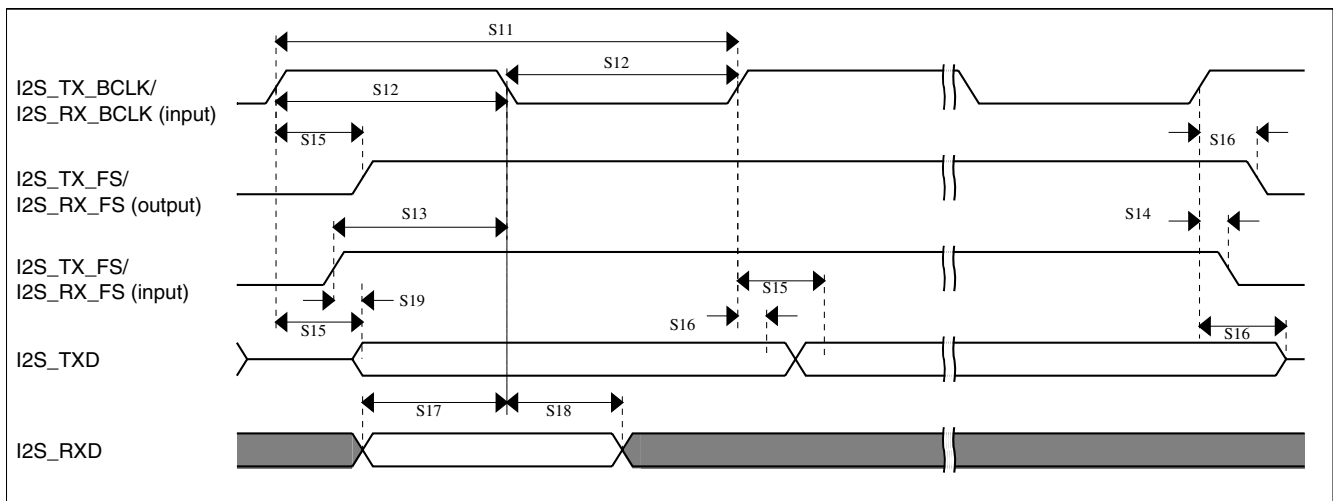 S11
S12
I2S_TX_BCLK/
I2S_RX_BCLK (input)
S12
S15
S16
I2S_TX_FS/
I2S_RX_FS (output)
S13
S14
I2S_TX_FS/
I2S_RX_FS (input)
S15
S19
S15
S16
S16
I2S_TXD
S17
S18
I2S_RXD